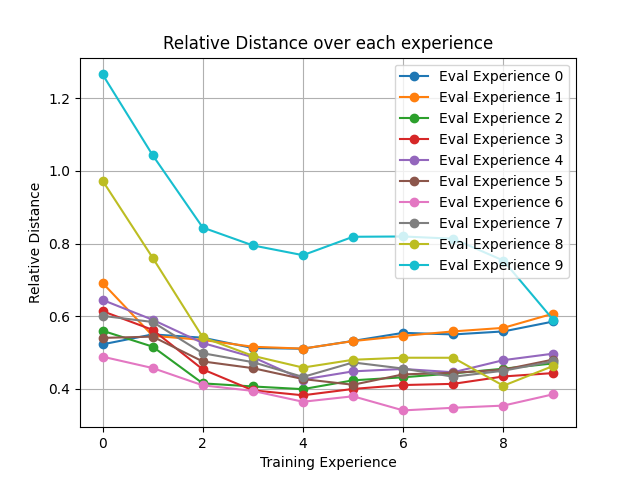 Relative Distance over each experience
Eval Experience 0
Eval Experience 1
Eval Experience 2
Eval Experience 3
Eval Experience 4
Eval Experience 5
Eval Experience 6
Eval Experience 7
Eval Experience 8
Eval Experience 9
Relative Distance
1.2
1.0
0.8
0.6
0.4
0 2 4 6 8
Training Experience